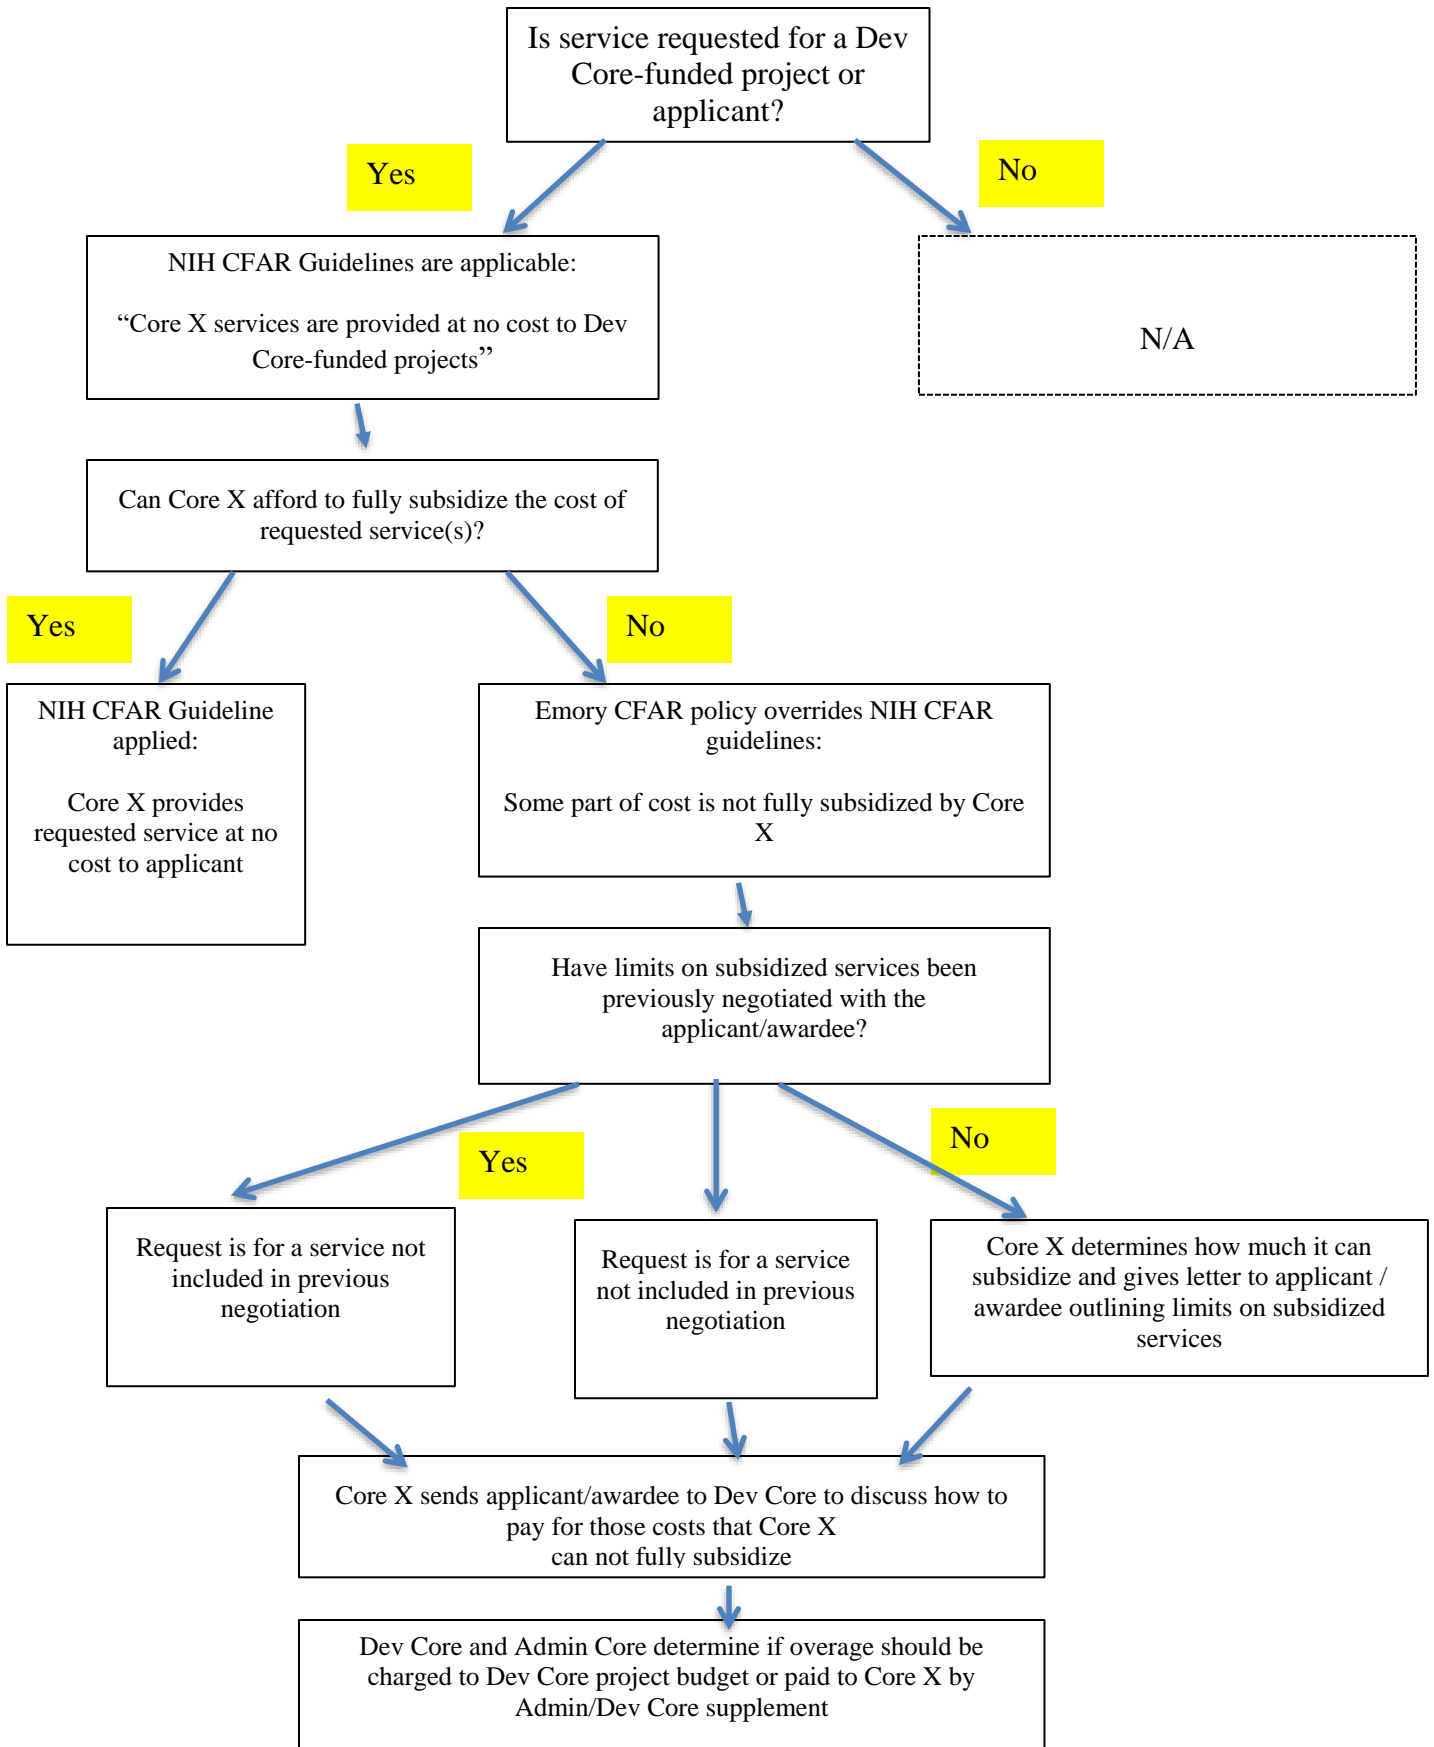 Is service requested for a Dev
Core-funded project or
applicant?
Yes
No
NIH CFAR Guidelines are applicable:
“Core X services are provided at no cost to Dev
Core-funded projects”
N/A
Can Core X afford to fully subsidize the cost of
requested service(s)?
Yes
No
NIH CFAR Guideline
applied:
Core X provides
requested service at no
cost to applicant
Emory CFAR policy overrides NIH CFAR
guidelines:
Some part of cost is not fully subsidized by Core
X
Have limits on subsidized services been
previously negotiated with the
applicant/awardee?
Yes
No
Request is for a service not
included in previous
negotiation
Request is for a service
not included in previous
negotiation
Core X determines how much it can
subsidize and gives letter to applicant /
awardee outlining limits on subsidized
services
Core X sends applicant/awardee to Dev Core to discuss how to
pay for those costs that Core X
can not fully subsidize
Dev Core and Admin Core determine if overage should be
charged to Dev Core project budget or paid to Core X by
Admin/Dev Core supplement